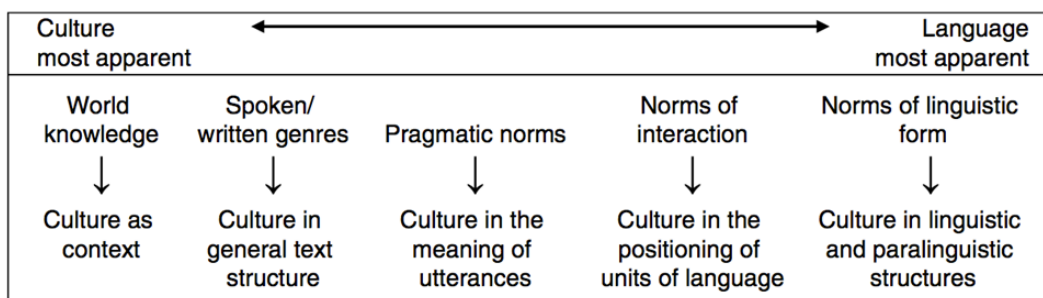 Culture
most apparent
Language
most apparent
World
knowledge
Spoken/
written genres
Pragmatic norms
Norms of
interaction
Norms of linguistic
form
Culture as
context
Culture in
general text
structure
Culture in the
meaning of
utterances
Culture in the
positioning of
units of language
Culture in linguistic
and paralinguistic
structures